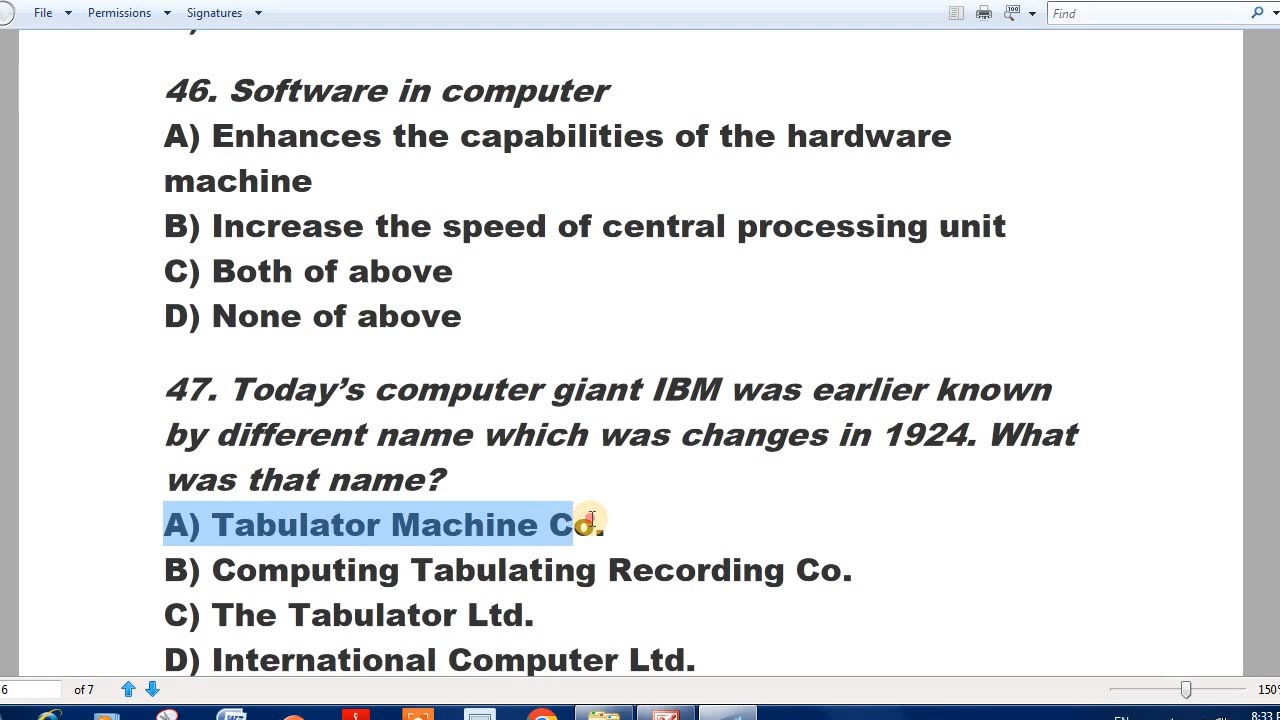 File Permissions Signatures Find
46. Software in computer
A) Enhances the capabilities of the hardware
machine
B) Increase the speed of central processing unit
C) Both of above
D) None of above
47. Today’s computer giant IBM was earlier known
by different name which was changes in 1924. What
was that name?
A) Tabulator Machine Co.
B) Computing Tabulating Recording Co.
C) The Tabulator Ltd.
D) International Computer Ltd.
6 of 7 150%